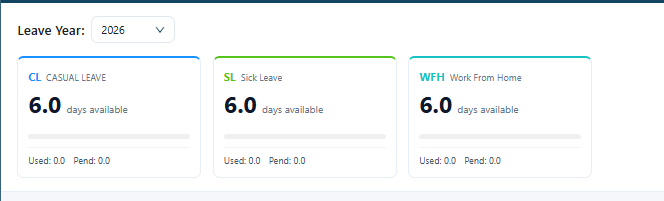 Leave Year: 2026
CL CASUAL LEAVE
6.0 days available
Used: 0.0 Pend: 0.0
SL Sick Leave
6.0 days available
Used: 0.0 Pend: 0.0
WFH Work From Home
6.0 days available
Used: 0.0 Pend: 0.0